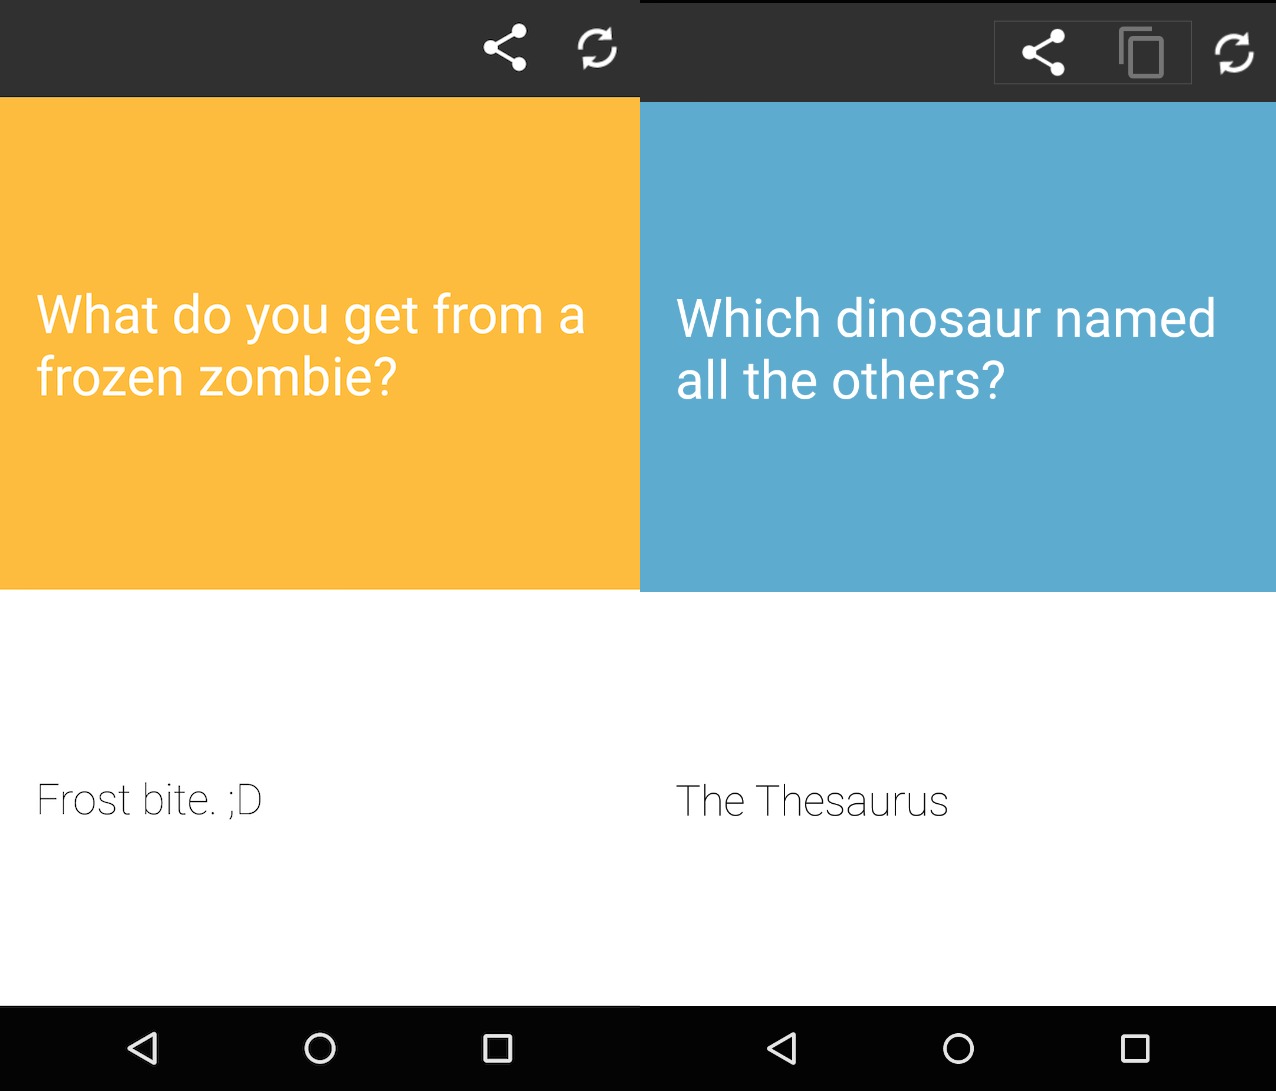 What do you get from a
frozen zombie?
Frost bite. ;D
Which dinosaur named
all the others?
The Thesaurus